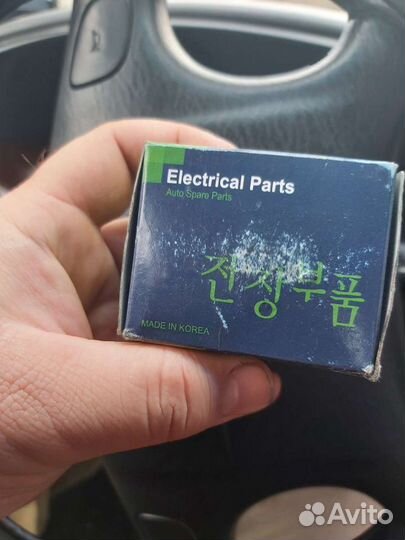 Electrical Parts
Auto Spare Parts
전장부품
MADE IN KOREA
Avito